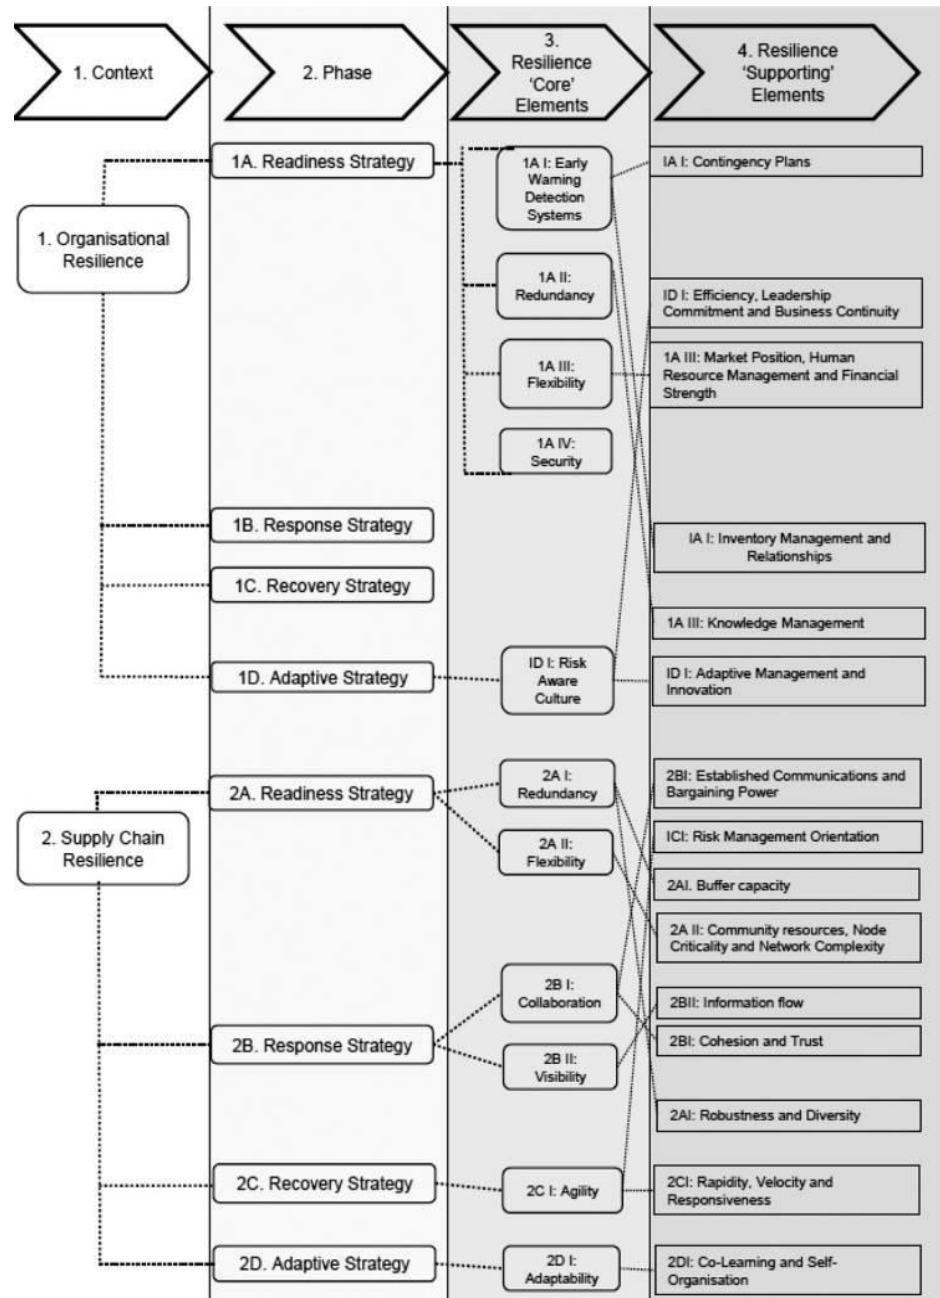 1. Context
2. Phase
3.
Resilience
'Core'
Elements
4. Resilience
'Supporting'
Elements
1. Organisational
Resilience
1A. Readiness Strategy
1B. Response Strategy
1C. Recovery Strategy
1D. Adaptive Strategy
1A I: Early
Warning
Detection
Systems
1A II:
Redundancy
1A III:
Flexibility
1A IV:
Security
ID I: Risk
Aware
Culture
IA I: Contingency Plans
ID I: Efficiency, Leadership
Commitment and Business Continuity
1A III: Market Position, Human
Resource Management and Financial
Strength
IA I: Inventory Management and
Relationships
1A III: Knowledge Management
ID I: Adaptive Management and
Innovation
2. Supply Chain
Resilience
2A. Readiness Strategy
2B. Response Strategy
2C. Recovery Strategy
2D. Adaptive Strategy
2A I:
Redundancy
2A II:
Flexibility
2B I:
Collaboration
2B II:
Visibility
2C I: Agility
2D I:
Adaptability
2BI: Established Communications and
Bargaining Power
ICI: Risk Management Orientation
2AI. Buffer capacity
2A II: Community resources, Node
Criticality and Network Complexity
2BII: Information flow
2BI: Cohesion and Trust
2AI: Robustness and Diversity
2CI: Rapidity, Velocity and
Responsiveness
2DI: Co-Learning and Self-
Organisation